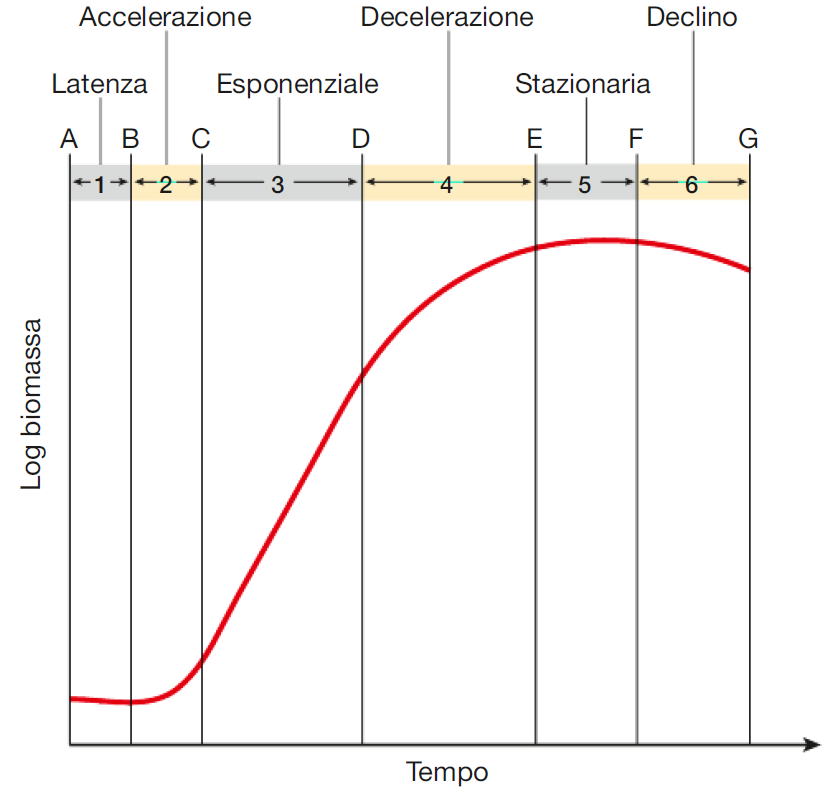 Accelerazione Decelerazione Declino
Latenza Esponenziale Stazionaria
A B C D E F G
1 2 3 4 5 6
Log biomassa
Tempo